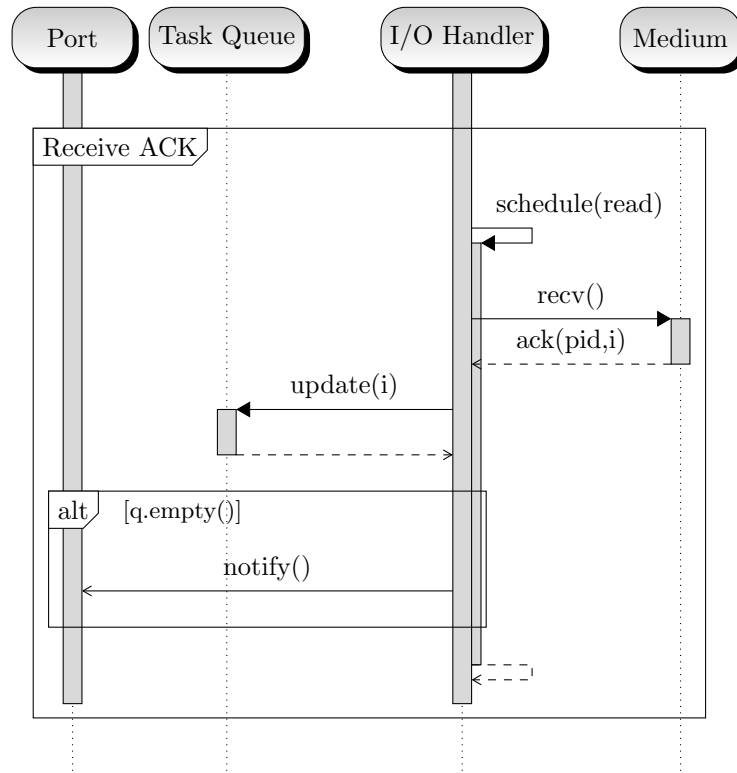 Port
Task Queue
I/O Handler
Medium
Receive ACK
schedule(read)
recv()
ack(pid,i)
update(i)
alt
[q.empty()]
notify()